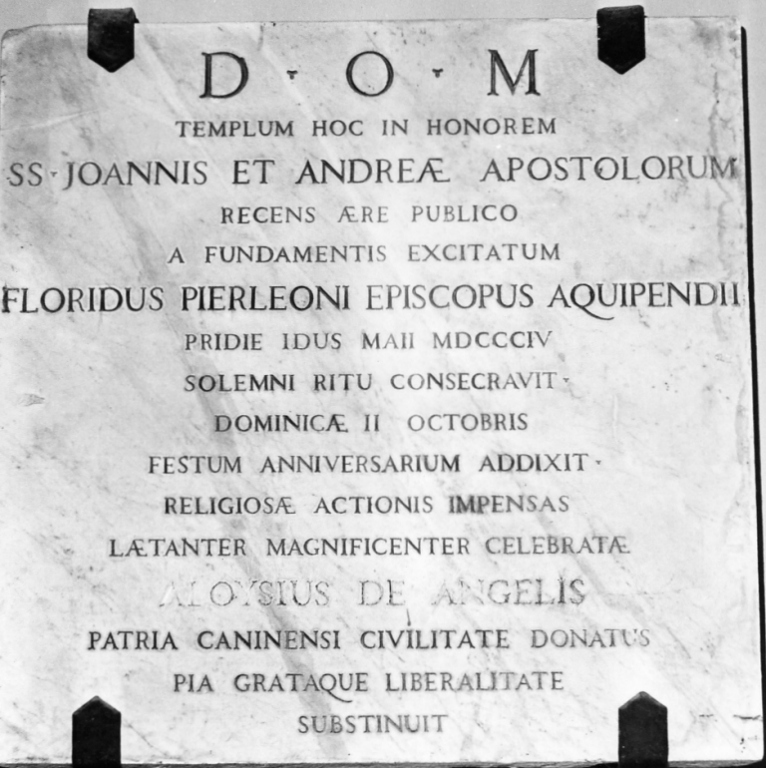 D · O · M
TEMPLUM HOC IN HONOREM
SS · JOANNIS ET ANDREÆ APOSTOLORUM
RECENS ÆRE PUBLICO
A FUNDAMENTIS EXCITATUM
FLORIDUS PIERLEONI EPISCOPUS AQUIPENDII
PRIDIE IDUS MAII MDCCCIV
SOLEMNI RITU CONSECRAVIT ·
DOMINICÆ II OCTOBRIS
FESTUM ANNIVERSARIUM ADDIXIT ·
RELIGIOSÆ ACTIONIS IMPENSAS
LÆTANTER MAGNIFICENTER CELEBRATÆ
ALOYSIUS DE ANGELIS
PATRIA CANINENSI CIVILITATE DONATUS
PIA GRATAQUE LIBERALITATE
SUBSTINUIT